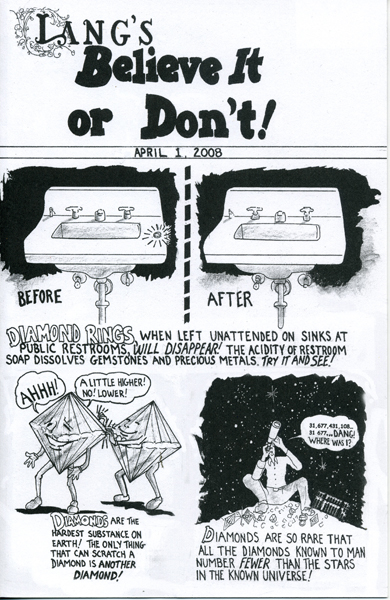 LANG'S
Believe It
or Don't!
APRIL 1, 2008
BEFORE
AFTER
DIAMOND RINGS, WHEN LEFT UNATTENDED ON SINKS AT
PUBLIC RESTROOMS, WILL DISAPPEAR! THE ACIDITY OF RESTROOM
SOAP DISSOLVES GEMSTONES AND PRECIOUS METALS. TRY IT AND SEE!
AHHH!
A LITTLE HIGHER!
NO! LOWER!
DIAMONDS ARE THE
HARDEST SUBSTANCE ON
EARTH! THE ONLY THING
THAT CAN SCRATCH A
DIAMOND IS ANOTHER
DIAMOND!
31,677,431,108..
31 677...DANG!
WHERE WAS I?
DIAMONDS ARE SO RARE THAT
ALL THE DIAMONDS KNOWN TO MAN
NUMBER FEWER THAN THE STARS
IN THE KNOWN UNIVERSE!